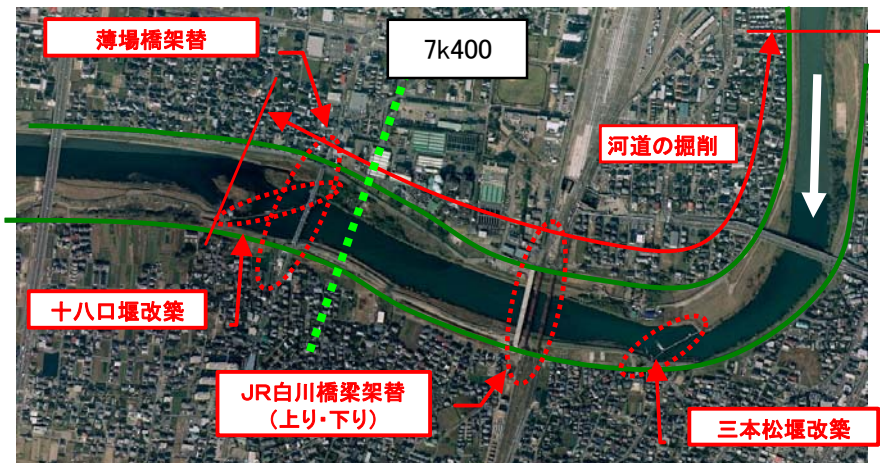 薄場橋架替
7k400
河道の掘削
十八口堰改築
JR白川橋梁架替
(上り・下り)
三本松堰改築